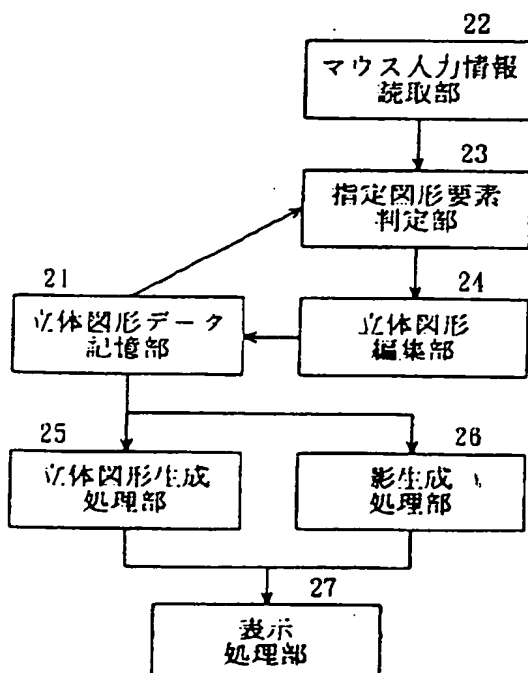 22
マウス入力情報
読取部
23
指定図形要素
判定部
21
立体図形データ
記憶部
24
立体図形
編集部
25
立体図形生成
処理部
26
影生成
処理部
27
表示
処理部